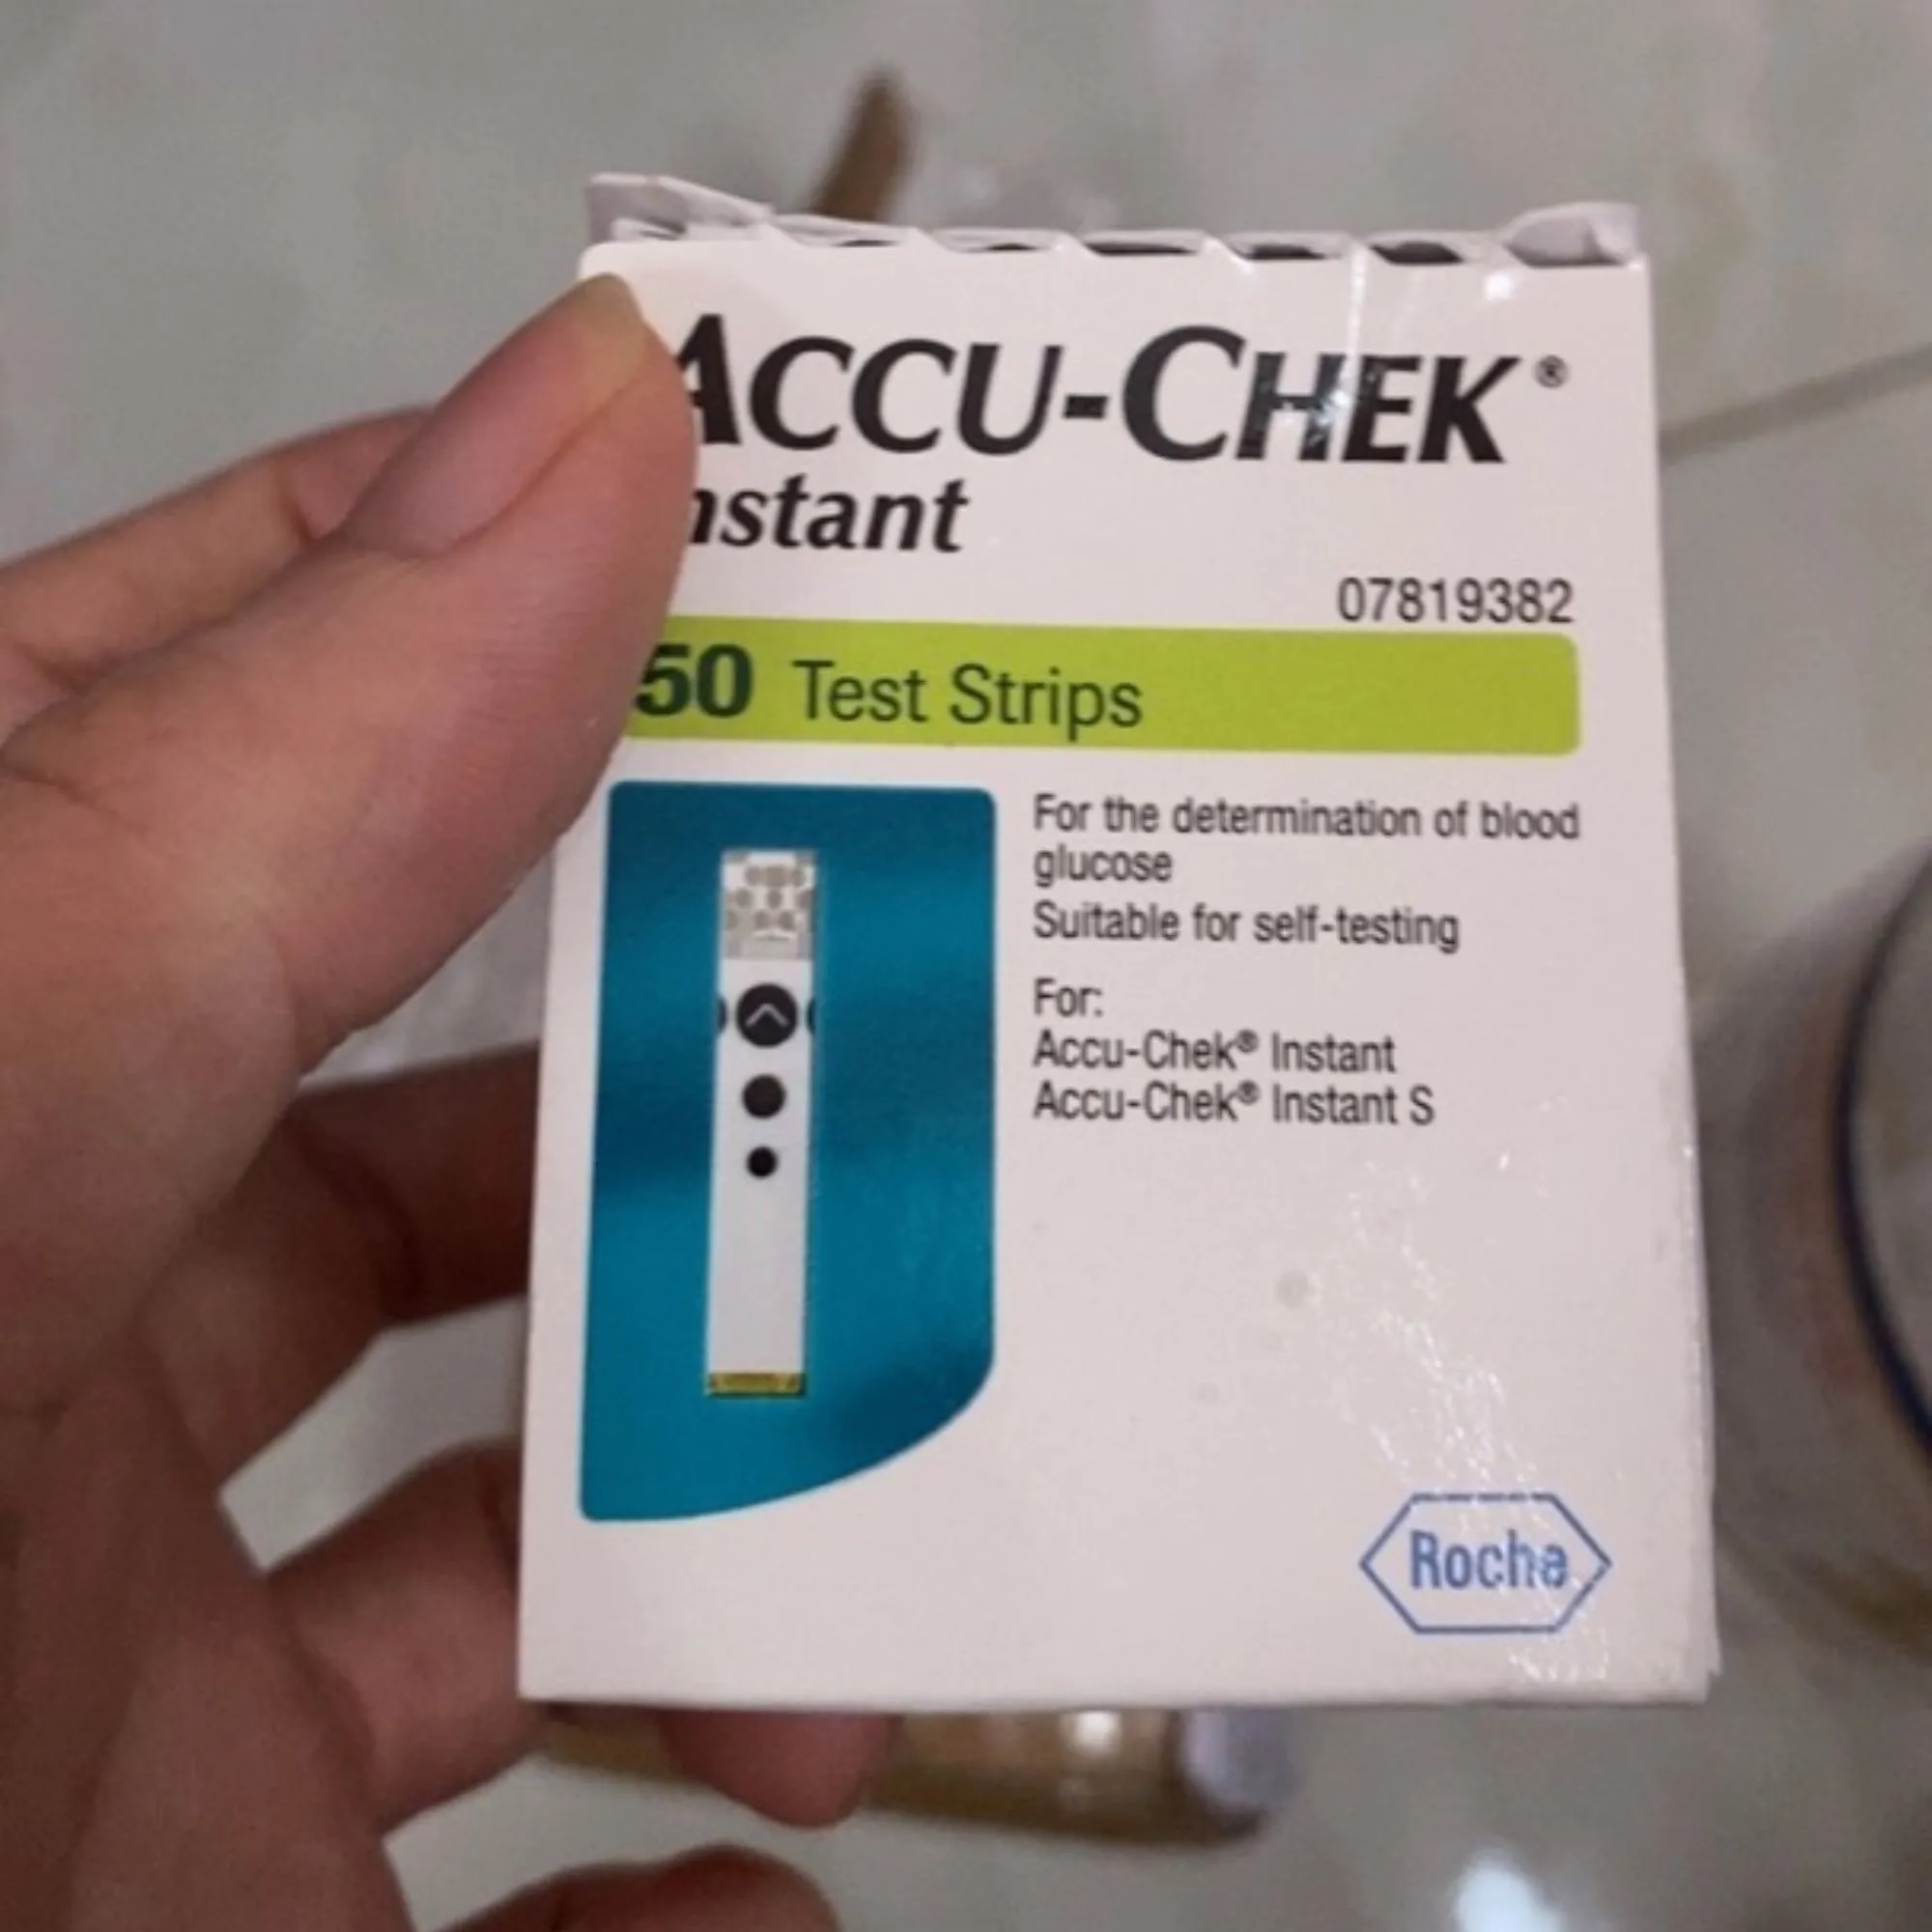 ACCU-CHEK®
nstant
07819382
50 Test Strips
For the determination of blood
glucose
Suitable for self-testing
For:
Accu-Chek® Instant
Accu-Chek® Instant S
Roche